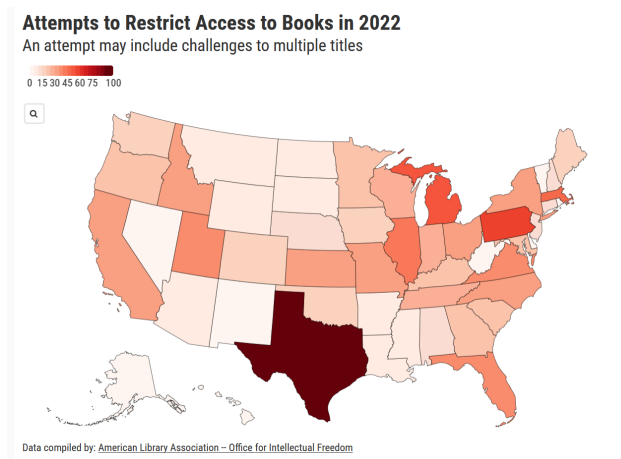 Attempts to Restrict Access to Books in 2022
An attempt may include challenges to multiple titles
0 15 30 45 60 75 100
Data compiled by: American Library Association – Office for Intellectual Freedom